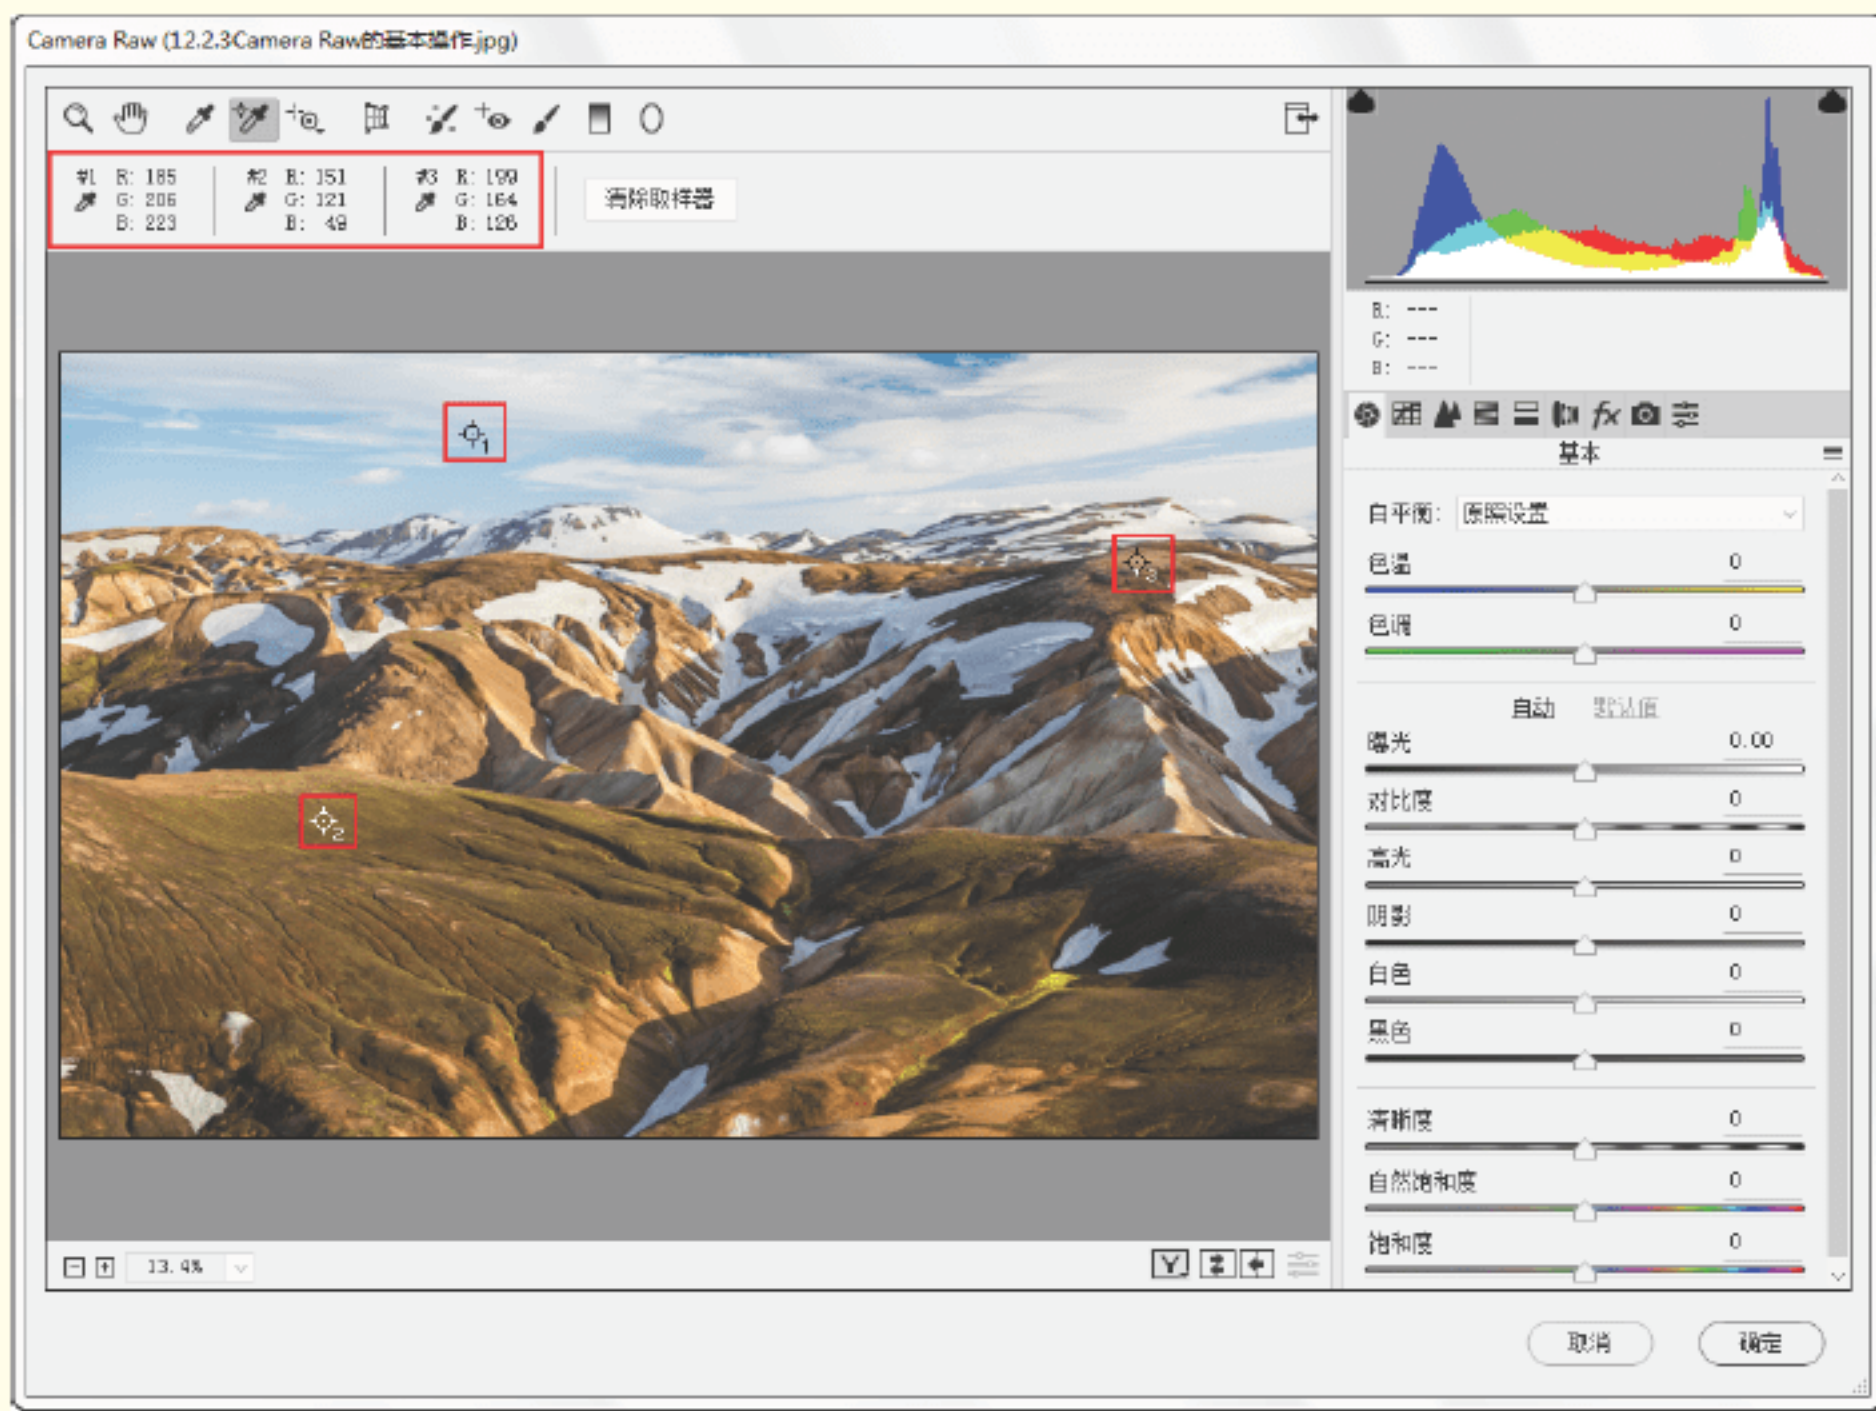 Camera Raw (12.2.3Camera Raw的基本操作.jpg)
#1 R: 185 #2 R: 151 #3 R: 199
G: 206 G: 121 G: 164
B: 223 B: 49 B: 126
清除取样器
R: ---
G: ---
B: ---
fx
基本
白平衡: 原照设置
色温 0
色调 0
自动 默认值
曝光 0.00
对比度 0
高光 0
阴影 0
白色 0
黑色 0
清晰度 0
自然饱和度 0
饱和度 0
1
3
2
13.4%
Y
取消 确定